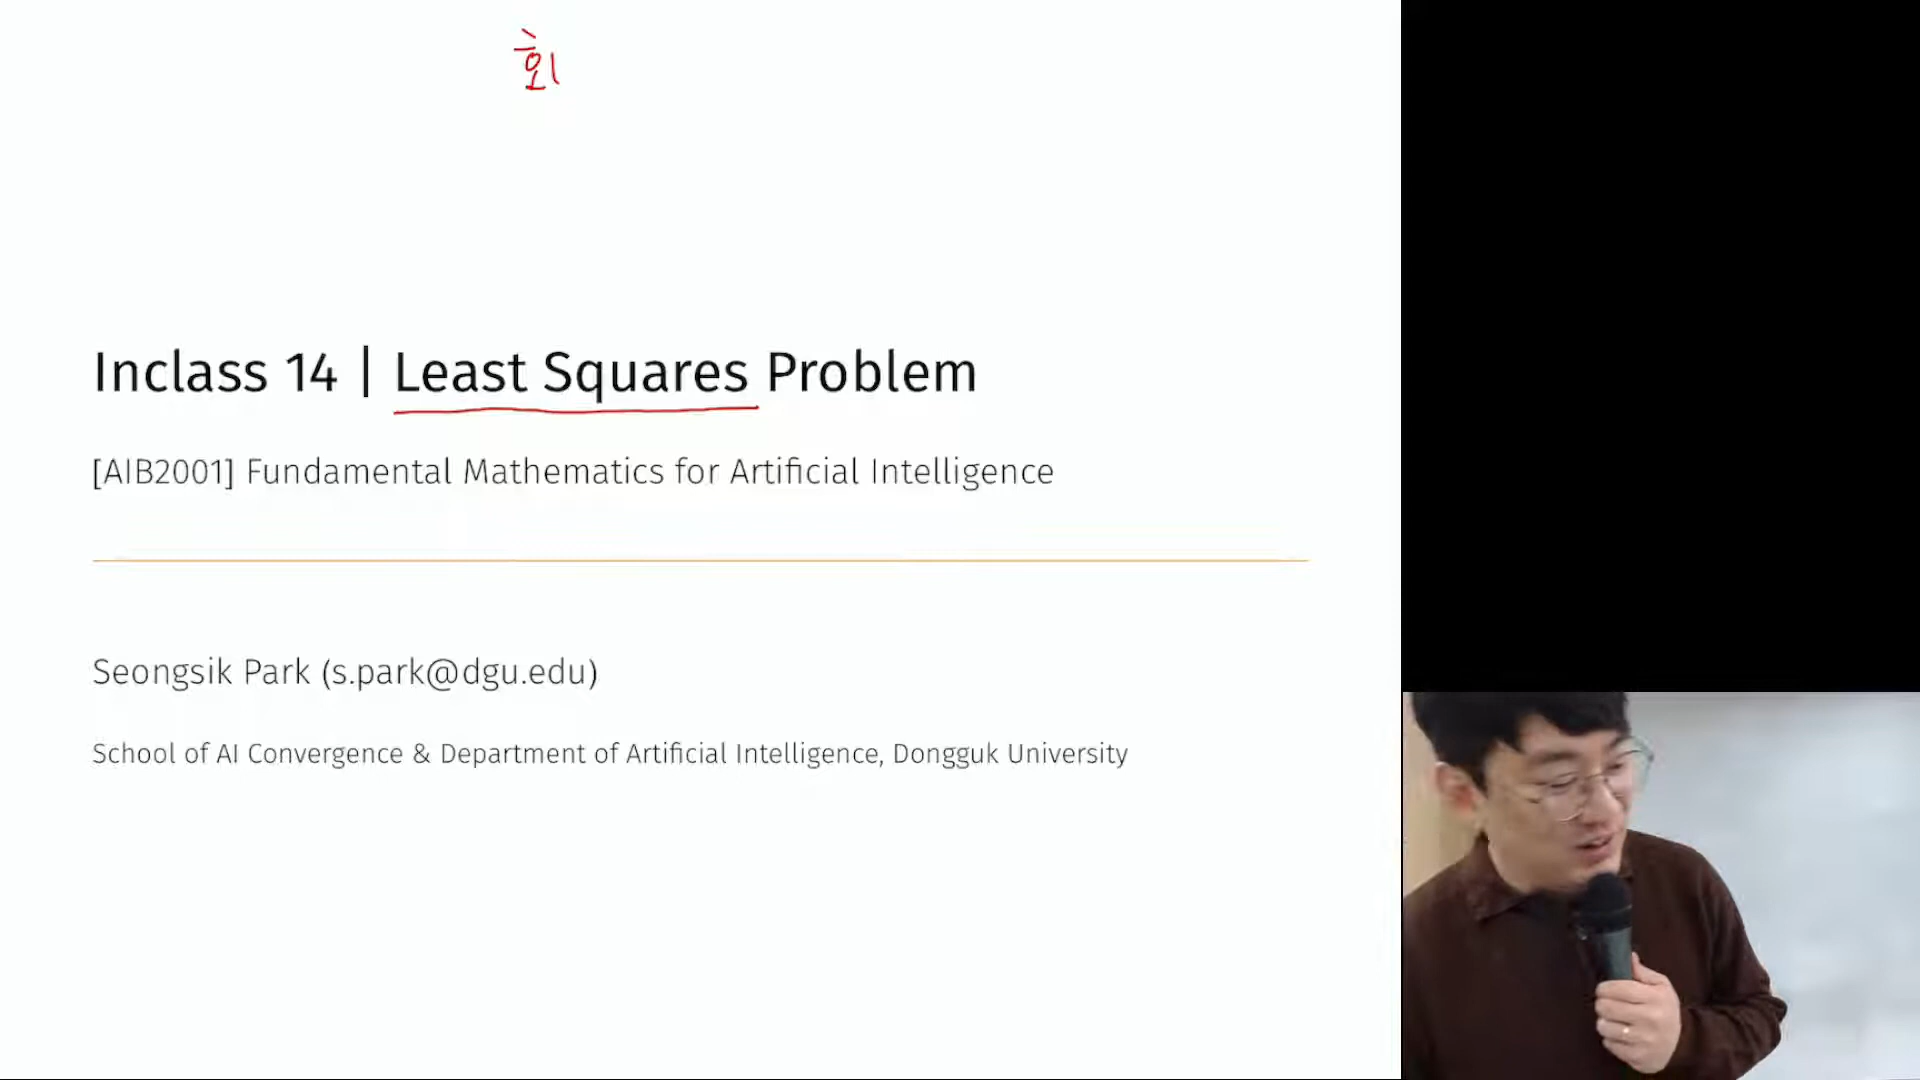 회
Inclass 14 | Least Squares Problem
[AIB2001] Fundamental Mathematics for Artificial Intelligence
Seongsik Park (s.park@dgu.edu)
School of AI Convergence & Department of Artificial Intelligence, Dongguk University